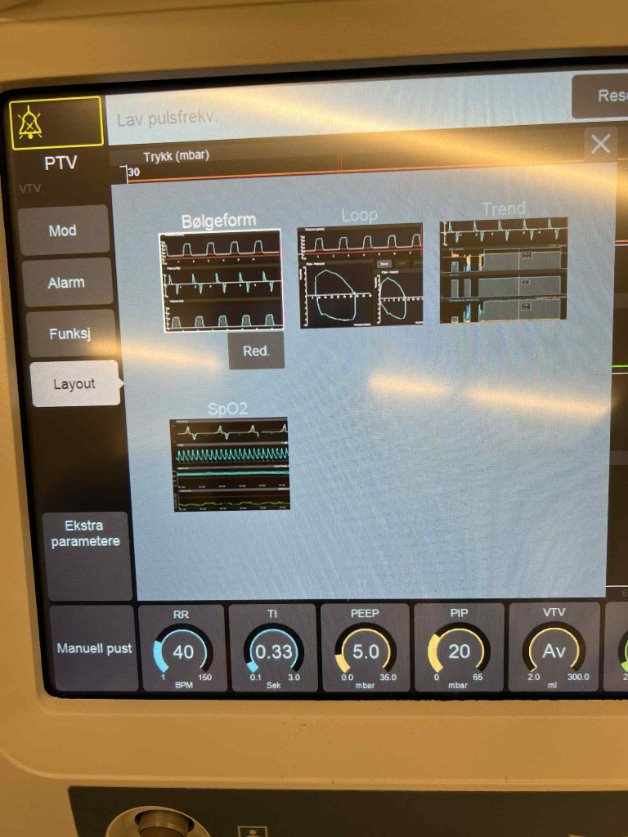 Lav pulsfrekv.
Rese
PTV
Trykk (mbar)
VTV
30
Mod
Bølgeform
Loop
Trend
Alarm
Funksj
Red.
Layout
SpO2
Ekstra
parametere
Manuell pust
RR
40
1 150
BPM
TI
0.33
0.1 3.0
Sek
PEEP
5.0
0.0 36.0
mbar
PIP
20
0 65
mbar
VTV
Av
2.0 300.0
ml
2